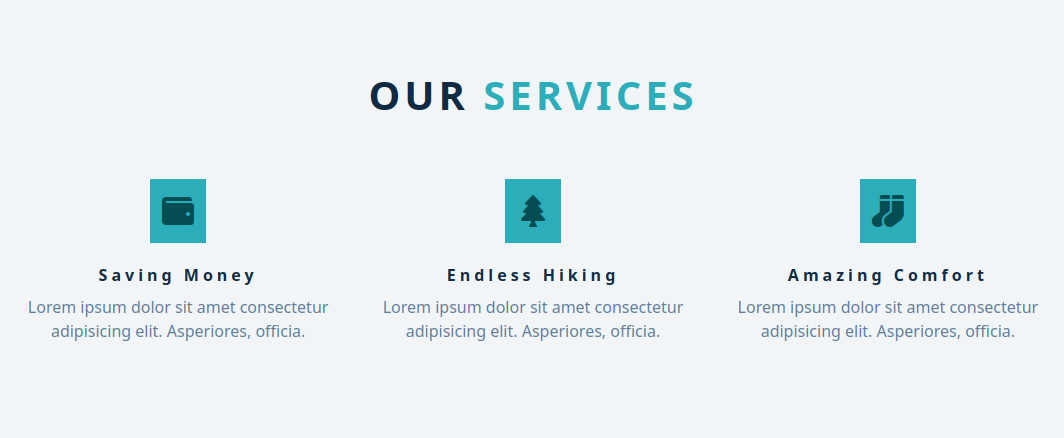 OUR SERVICES
Saving Money
Lorem ipsum dolor sit amet consectetur
adipisicing elit. Asperiores, officia.
Endless Hiking
Lorem ipsum dolor sit amet consectetur
adipisicing elit. Asperiores, officia.
Amazing Comfort
Lorem ipsum dolor sit amet consectetur
adipisicing elit. Asperiores, officia.